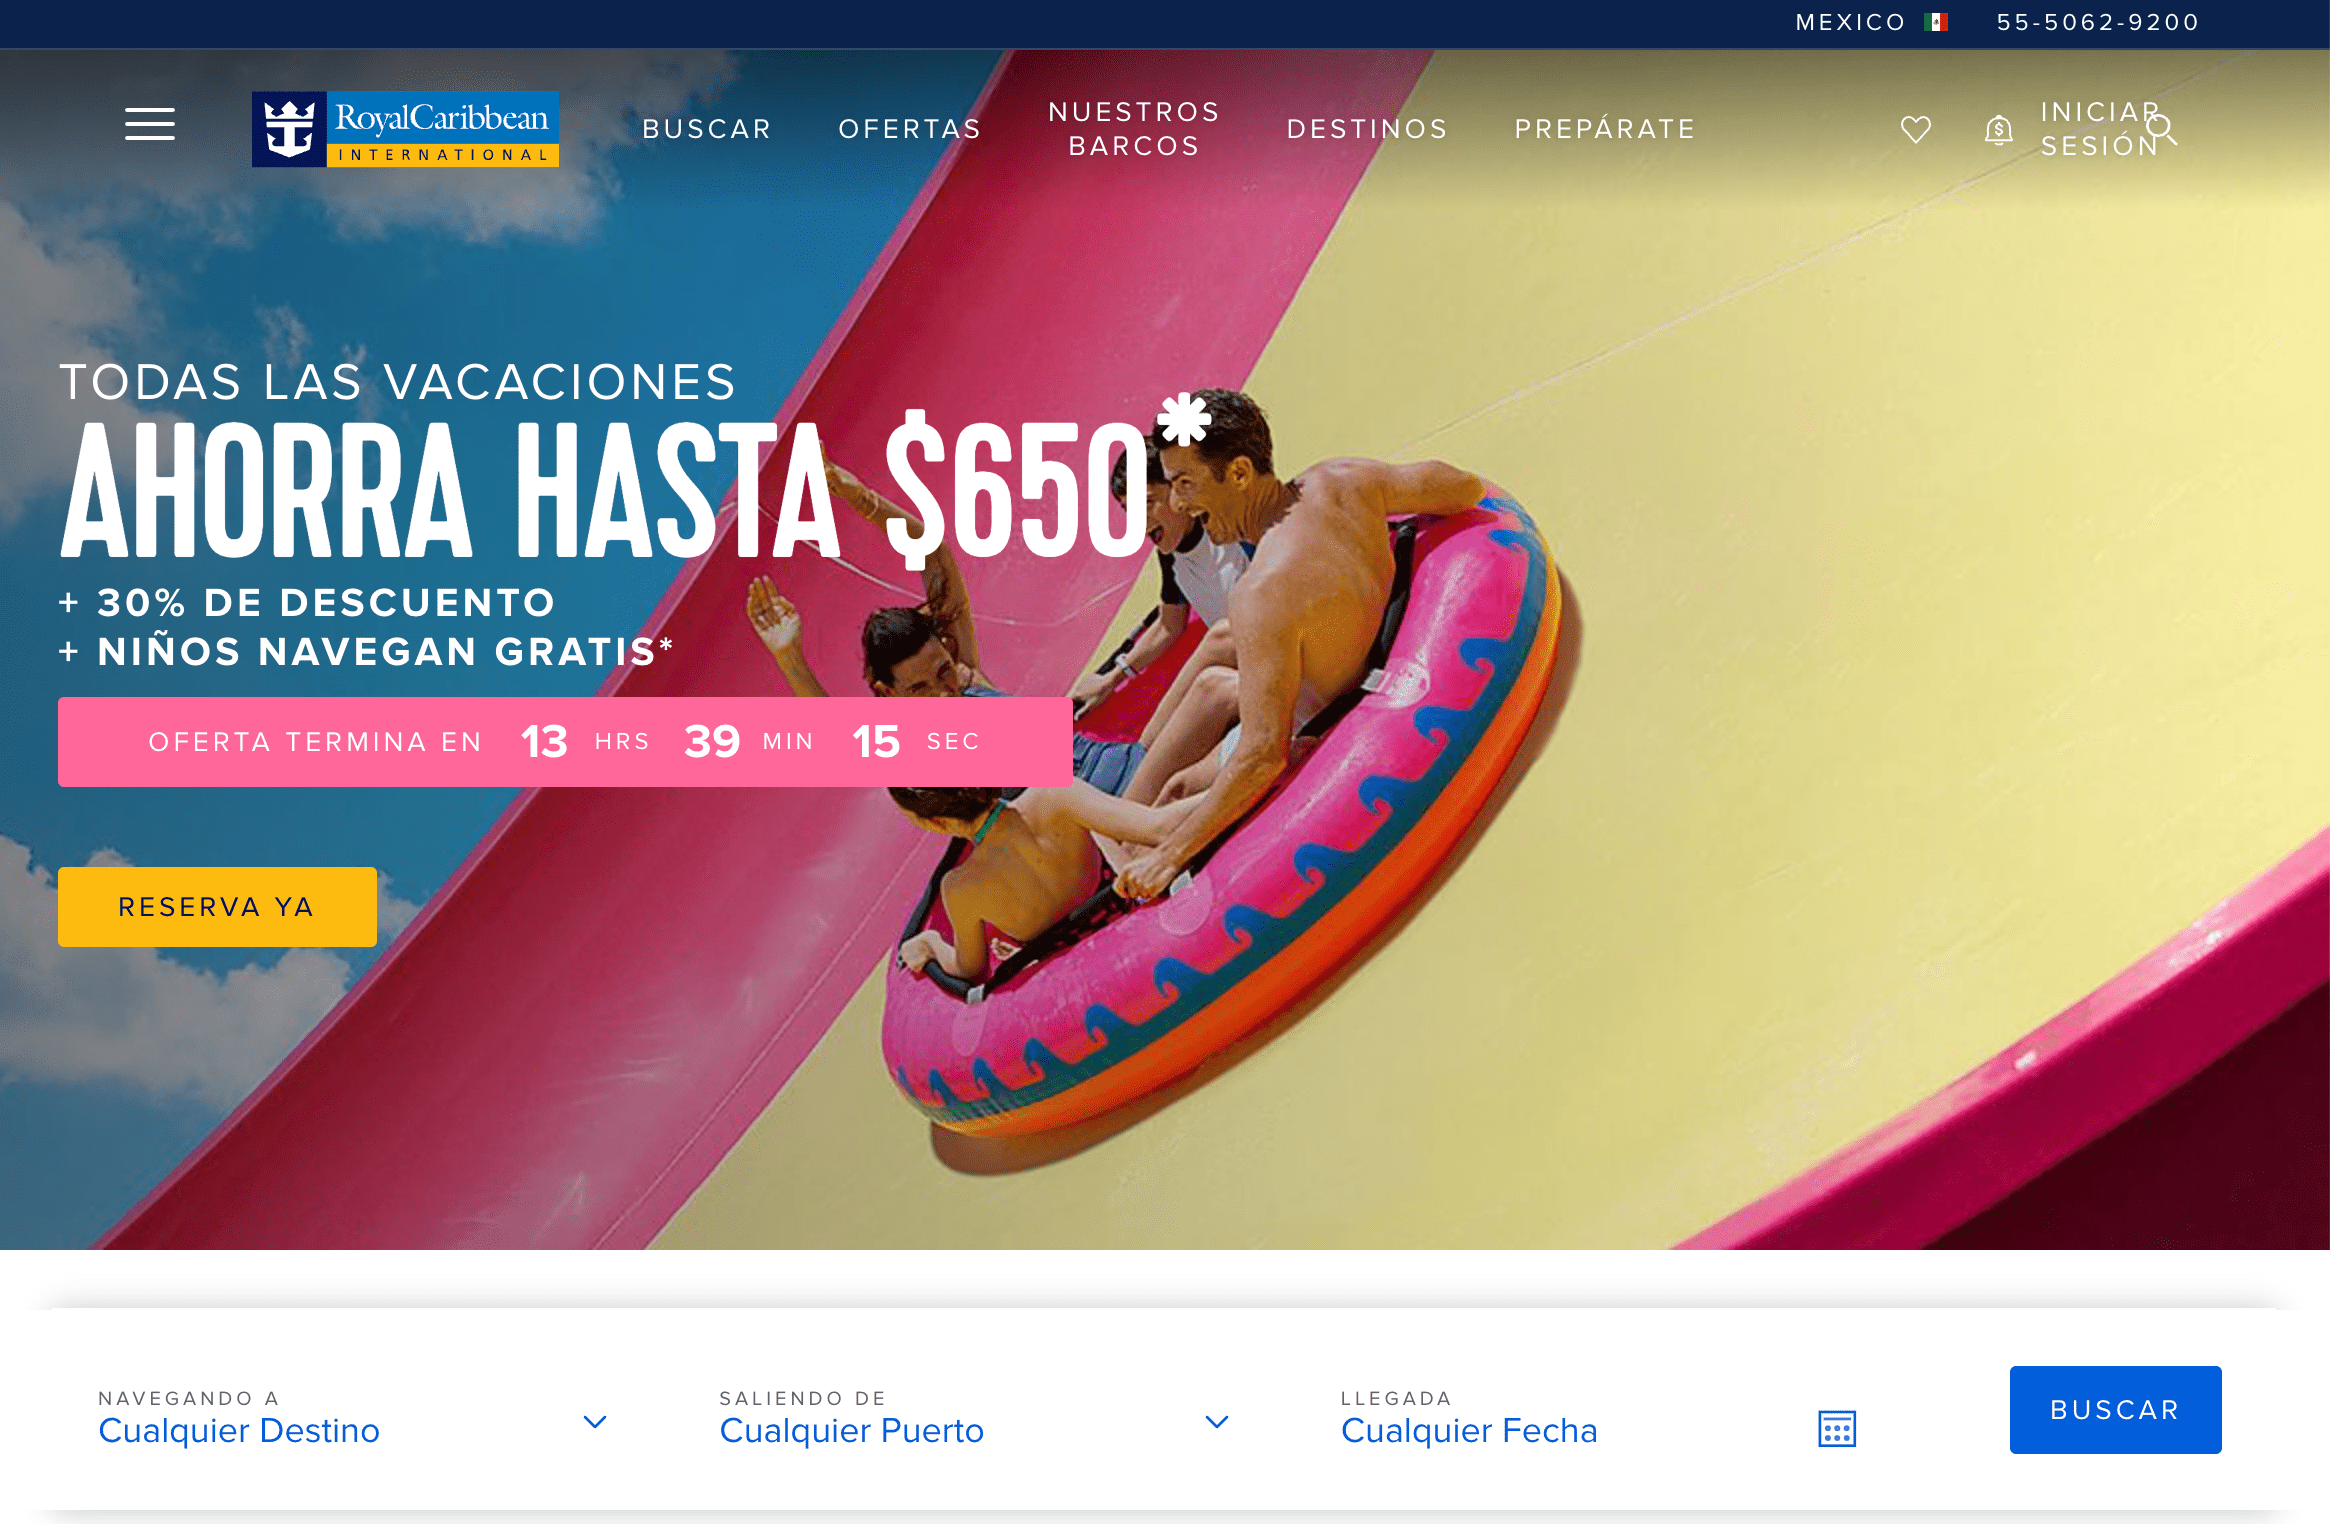 MEXICO 55-5062-9200
RoyalCaribbean
INTERNATIONAL
BUSCAR
OFERTAS
NUESTROS
BARCOS
DESTINOS
PREPÁRATE
INICIAR
SESIÓN
TODAS LAS VACACIONES
AHORRA HASTA $650*
+ 30% DE DESCUENTO
+ NIÑOS NAVEGAN GRATIS*
OFERTA TERMINA EN 13 HRS 39 MIN 15 SEC
RESERVA YA
NAVEGANDO A
Cualquier Destino
SALIENDO DE
Cualquier Puerto
LLEGADA
Cualquier Fecha
BUSCAR